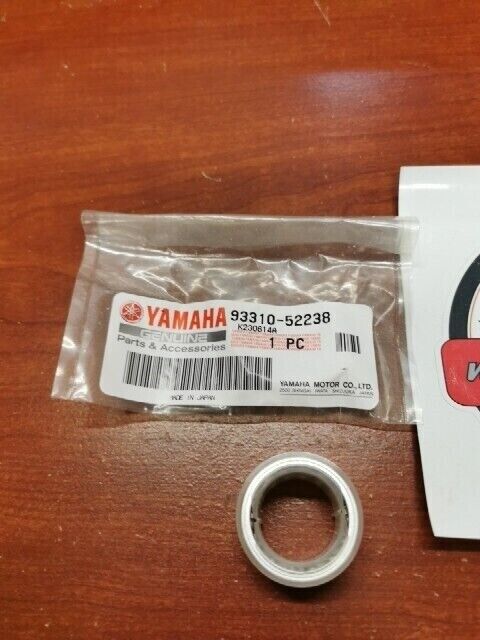 YAMAHA 93310-52238
K230614A
GENUINE
Parts & Accessories
1 PC
YAMAHA MOTOR CO., LTD.
MADE IN JAPAN